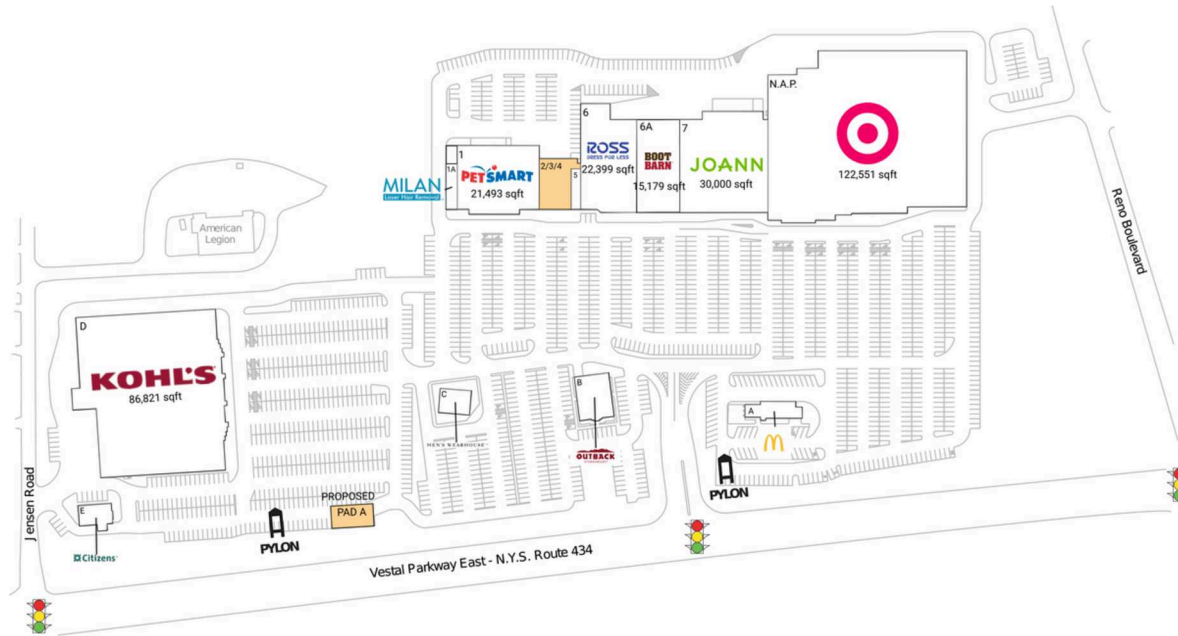 N.A.P.
122,551 sqft
6
ROSS
DRESS FOR LESS
22,399 sqft
6A
BOOT
BARN
15,179 sqft
7
JOANN
30,000 sqft
1
1A
PETSMART
21,493 sqft
2/3/4
5
MILAN
Laser Hair Removal
American
Legion
Reno Boulevard
D
KOHL'S
86,821 sqft
C
MEN'S WEARHOUSE
B
OUTBACK
STEAKHOUSE
A
PYLON
Jensen Road
E
Citizens
PYLON
PROPOSED
PAD A
Vestal Parkway East - N.Y.S. Route 434